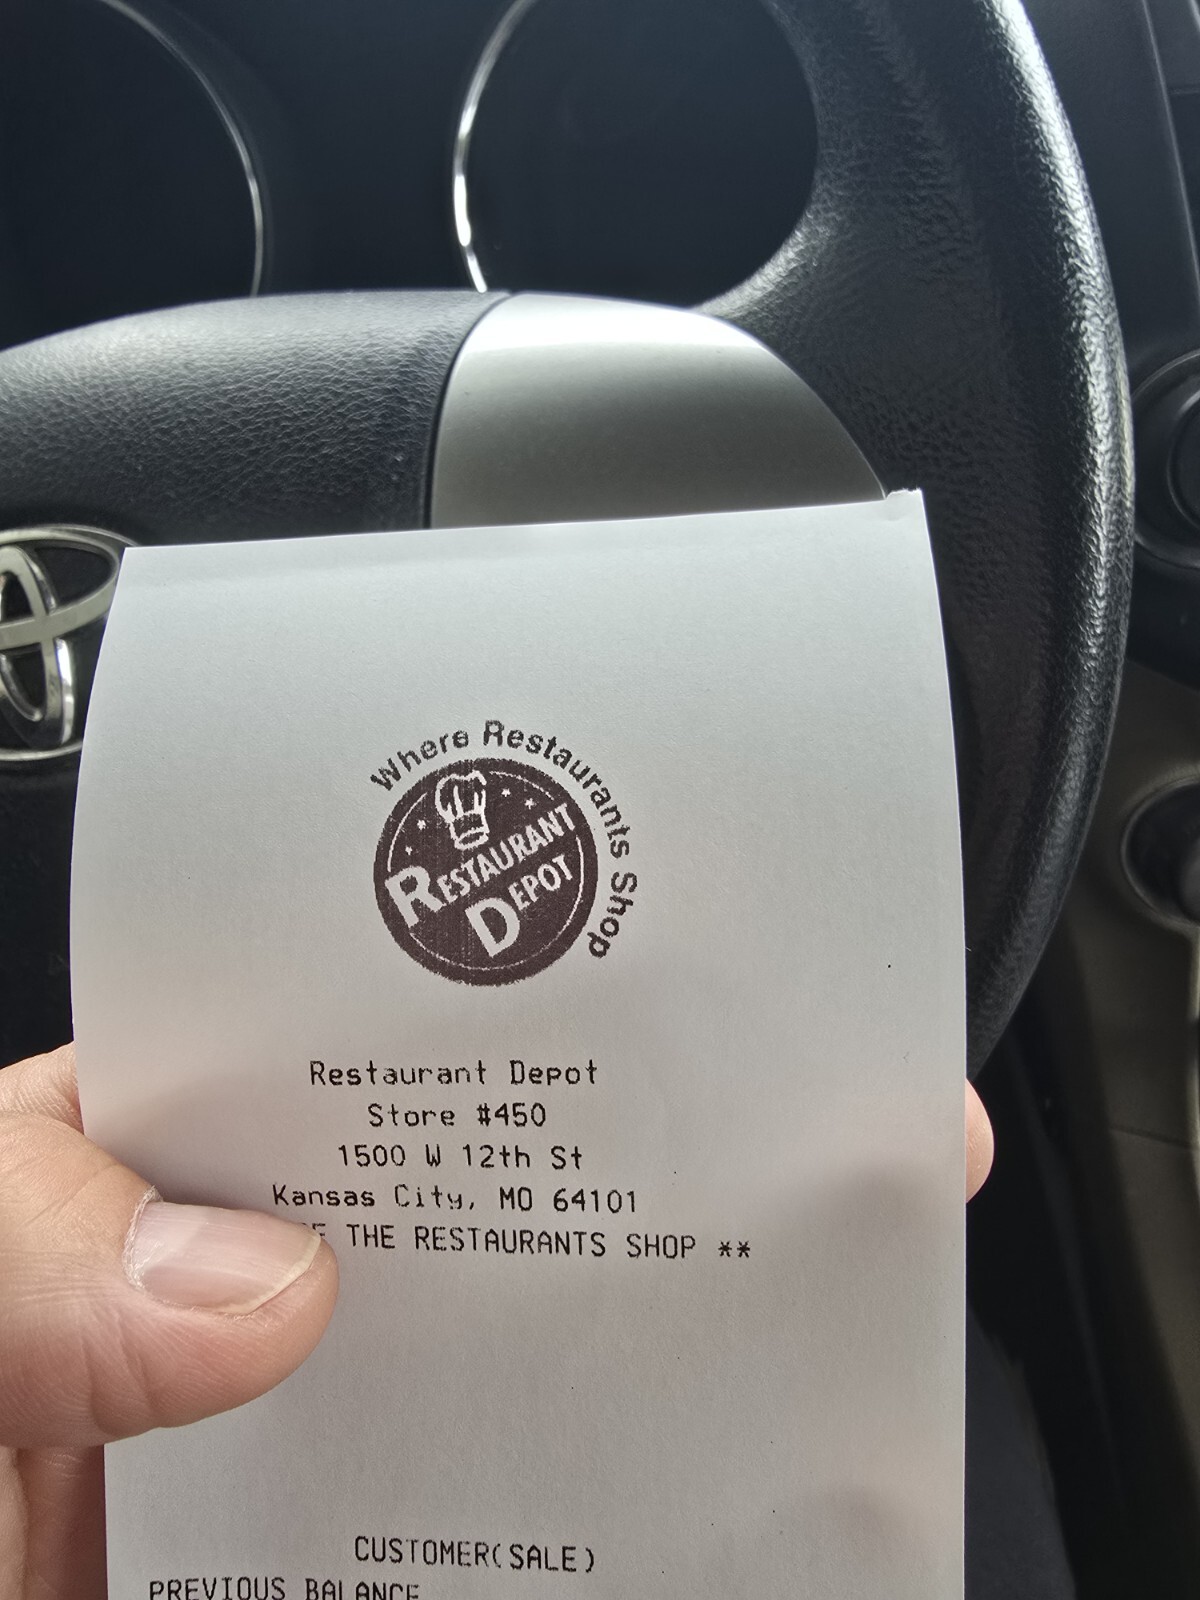 Where Restaurants Shop
RESTAURANT
DEPOT
Restaurant Depot
Store #450
1500 W 12th St
Kansas City, MO 64101
THE RESTAURANTS SHOP **
CUSTOMER(SALE)
PREVIOUS BALANCE